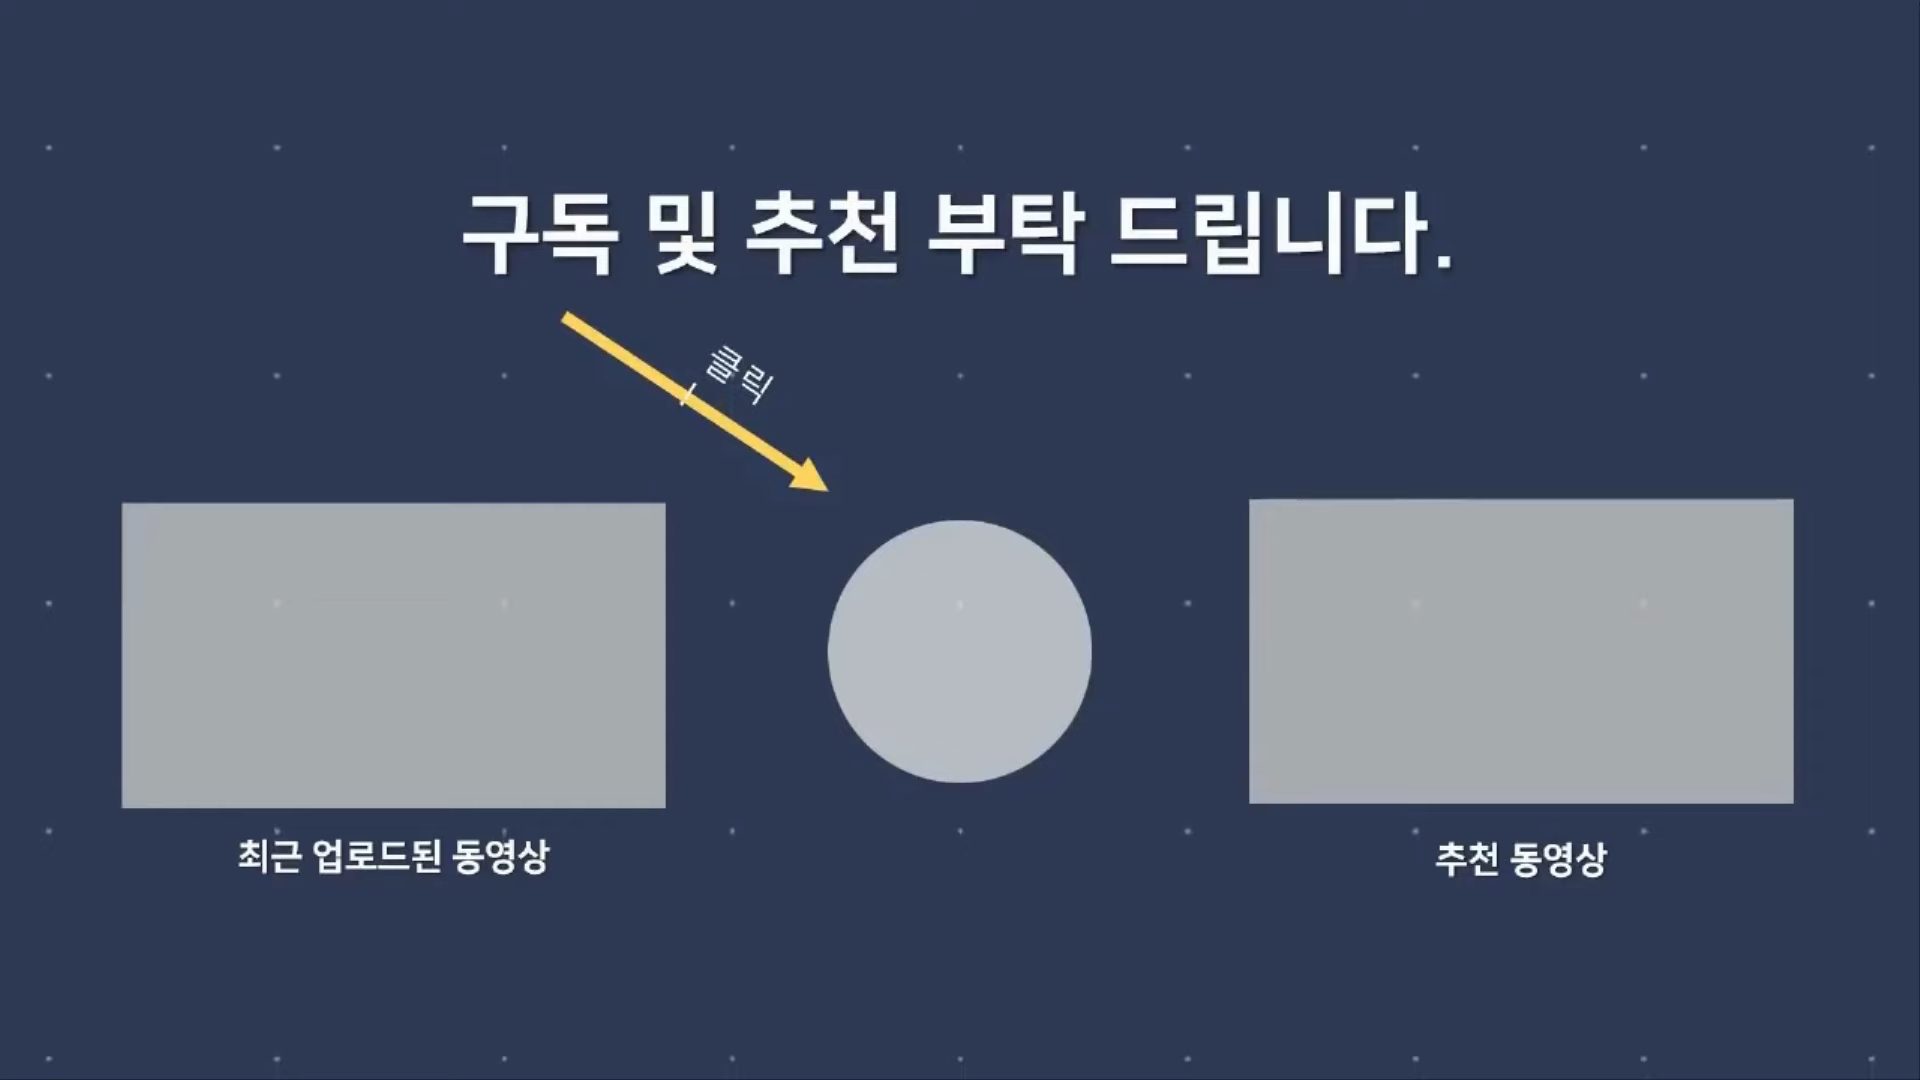 구독 및 추천 부탁 드립니다.
클릭
최근 업로드된 동영상
추천 동영상